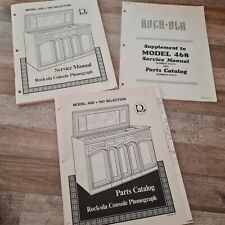 MODEL 468 • 160 SELECTION
Service Manual
Rock-ola Console Phonograph
ROCK-OLA
Supplement to
MODEL 468
Service Manual
Parts Catalog
MODEL 468 • 160 SELECTION
Parts Catalog
Rock-ola Console Phonograph